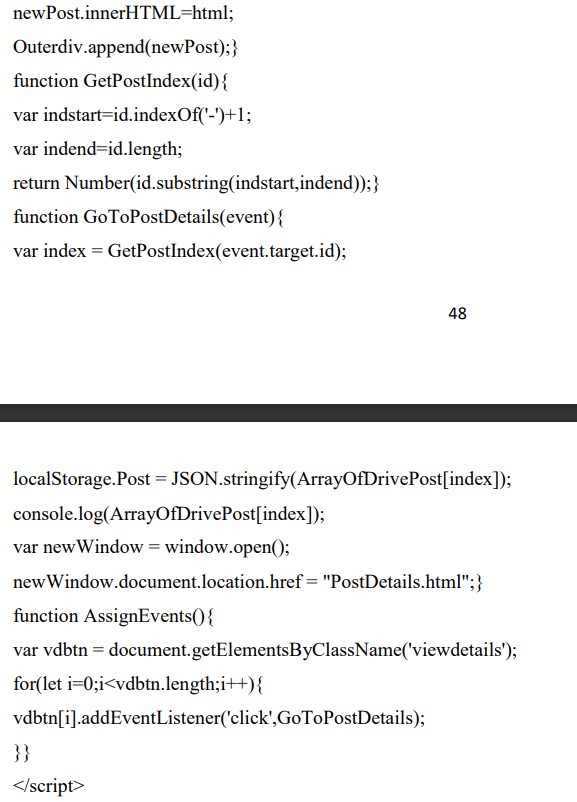 newPost.innerHTML=html;
Outerdiv.append(newPost);}
function GetPostIndex(id){
var indstart=id.indexOf('-')+1;
var indend=id.length;
return Number(id.substring(indstart,indend));}
function GoToPostDetails(event){
var index = GetPostIndex(event.target.id);
48
localStorage.Post = JSON.stringify(ArrayOfDrivePost[index]);
console.log(ArrayOfDrivePost[index]);
var newWindow = window.open();
newWindow.document.location.href = "PostDetails.html";}
function AssignEvents(){
var vdbtn = document.getElementsByClassName('viewdetails');
for(let i=0;i<vdbtn.length;i++){
vdbtn[i].addEventListener('click',GoToPostDetails);
}}
</script>